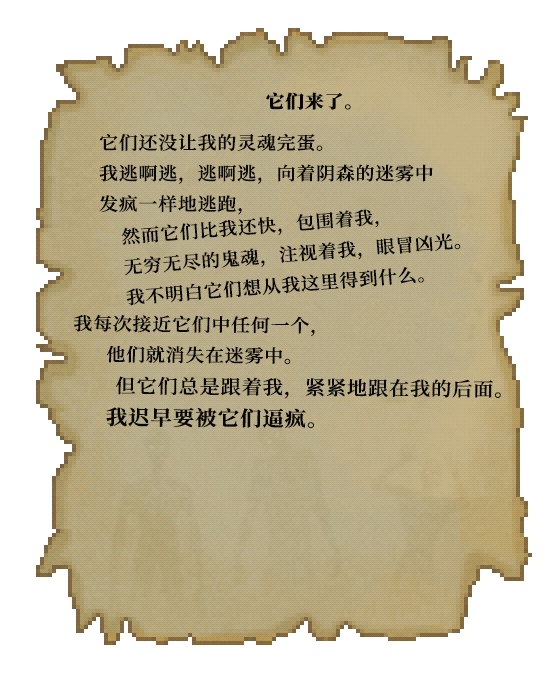 它们来了。
它们还没让我的灵魂完蛋。
我逃啊逃，逃啊逃，向着阴森的迷雾中
发疯一样地逃跑，
然而它们比我还快，包围着我，
无穷无尽的鬼魂，注视着我，眼冒凶光。
我不明白它们想从我这里得到什么。
我每次接近它们中任何一个，
他们就消失在迷雾中。
但它们总是跟着我，紧紧地跟在我的后面。
我迟早要被它们逼疯。